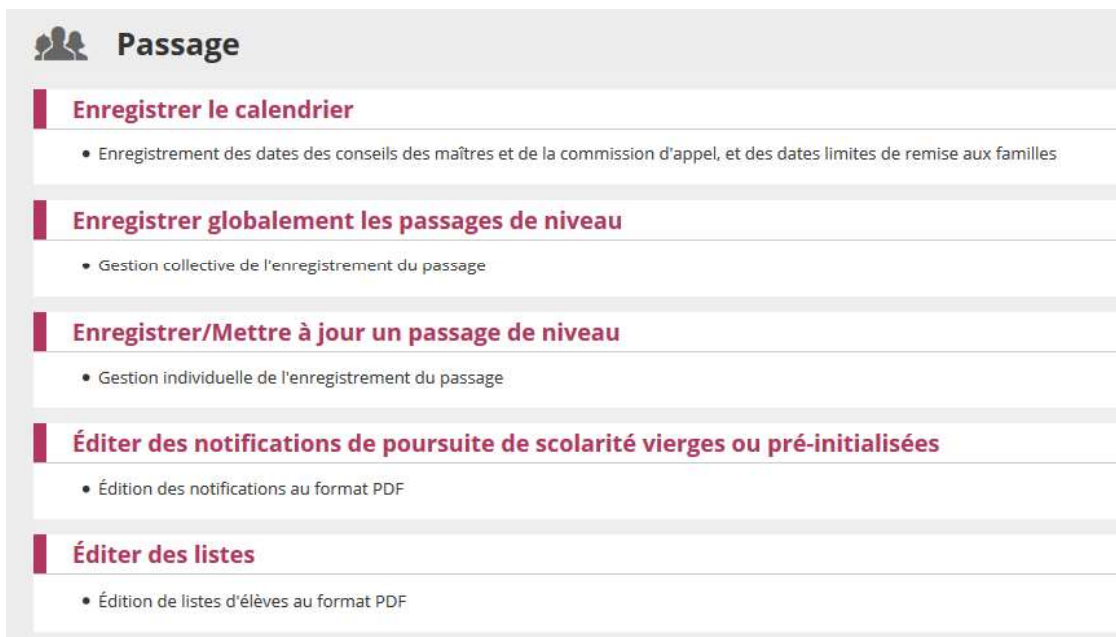 Passage
Enregistrer le calendrier
• Enregistrement des dates des conseils des maîtres et de la commission d'appel, et des dates limites de remise aux familles
Enregistrer globalement les passages de niveau
• Gestion collective de l'enregistrement du passage
Enregistrer/Mettre à jour un passage de niveau
• Gestion individuelle de l'enregistrement du passage
Éditer des notifications de poursuite de scolarité vierges ou pré-initialisées
• Édition des notifications au format PDF
Éditer des listes
• Édition de listes d'élèves au format PDF